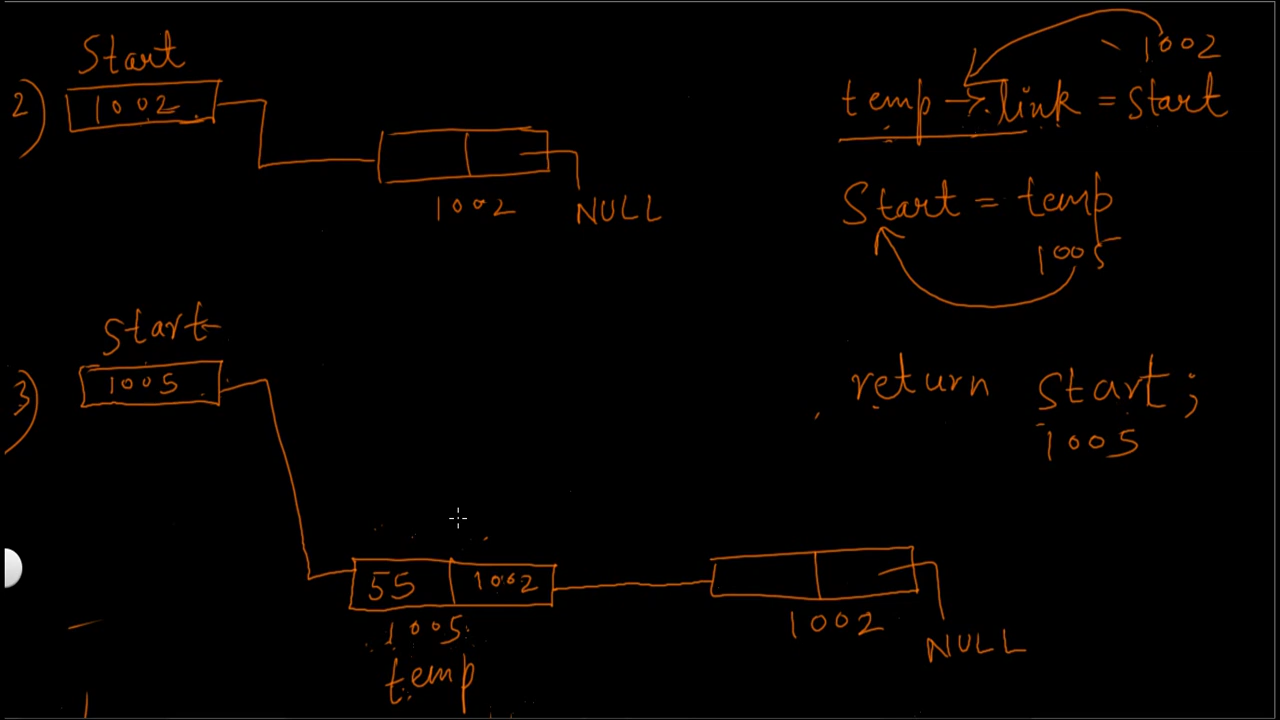 2)
Start
1002
1002
NULL
1002
temp → link = Start
Start = temp
1005
return Start;
1005
3)
Start
1005
55 1002
1005
temp
1002
NULL